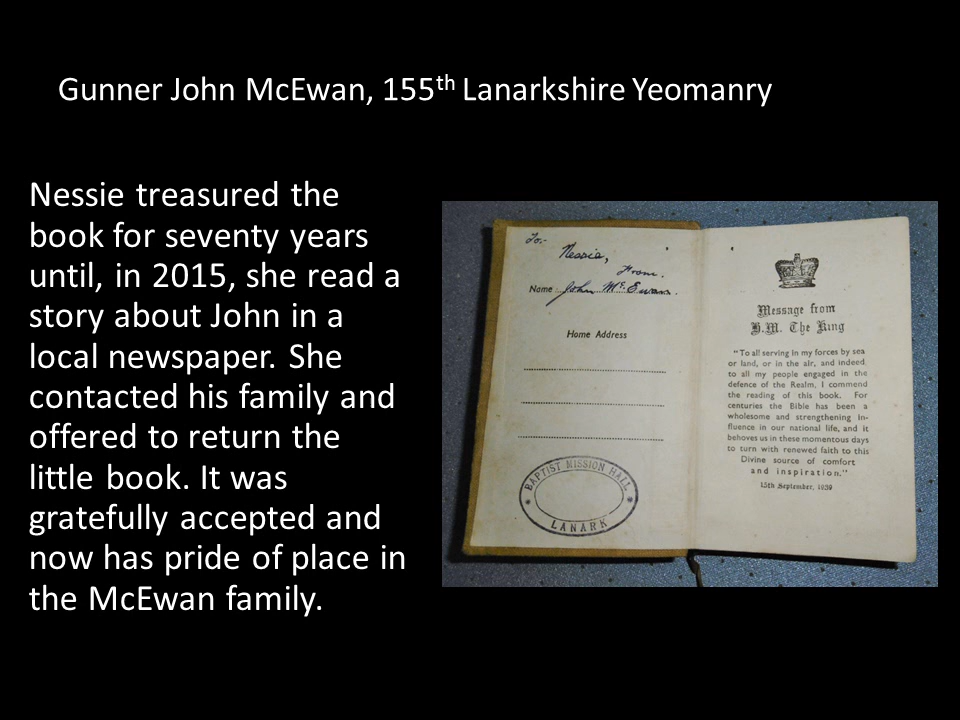 Gunner John McEwan, 155th Lanarkshire Yeomanry
Nessie treasured the
book for seventy years
until, in 2015, she read a
story about John in a
local newspaper. She
contacted his family and
offered to return the
little book. It was
gratefully accepted and
now has pride of place in
the McEwan family.
To:-
Nessie,
From.
Name John McEwan.
Home Address
BAPTIST MISSION HALL
LANARK
Message from
H.M. The King
"To all serving in my forces by sea
or land, or in the air, and indeed
to all my people engaged in the
defence of the Realm, I commend
the reading of this book. For
centuries the Bible has been a
wholesome and strengthening in-
fluence in our national life, and it
behoves us in these momentous days
to turn with renewed faith to this
Divine source of comfort
and inspiration."
15th September, 1939